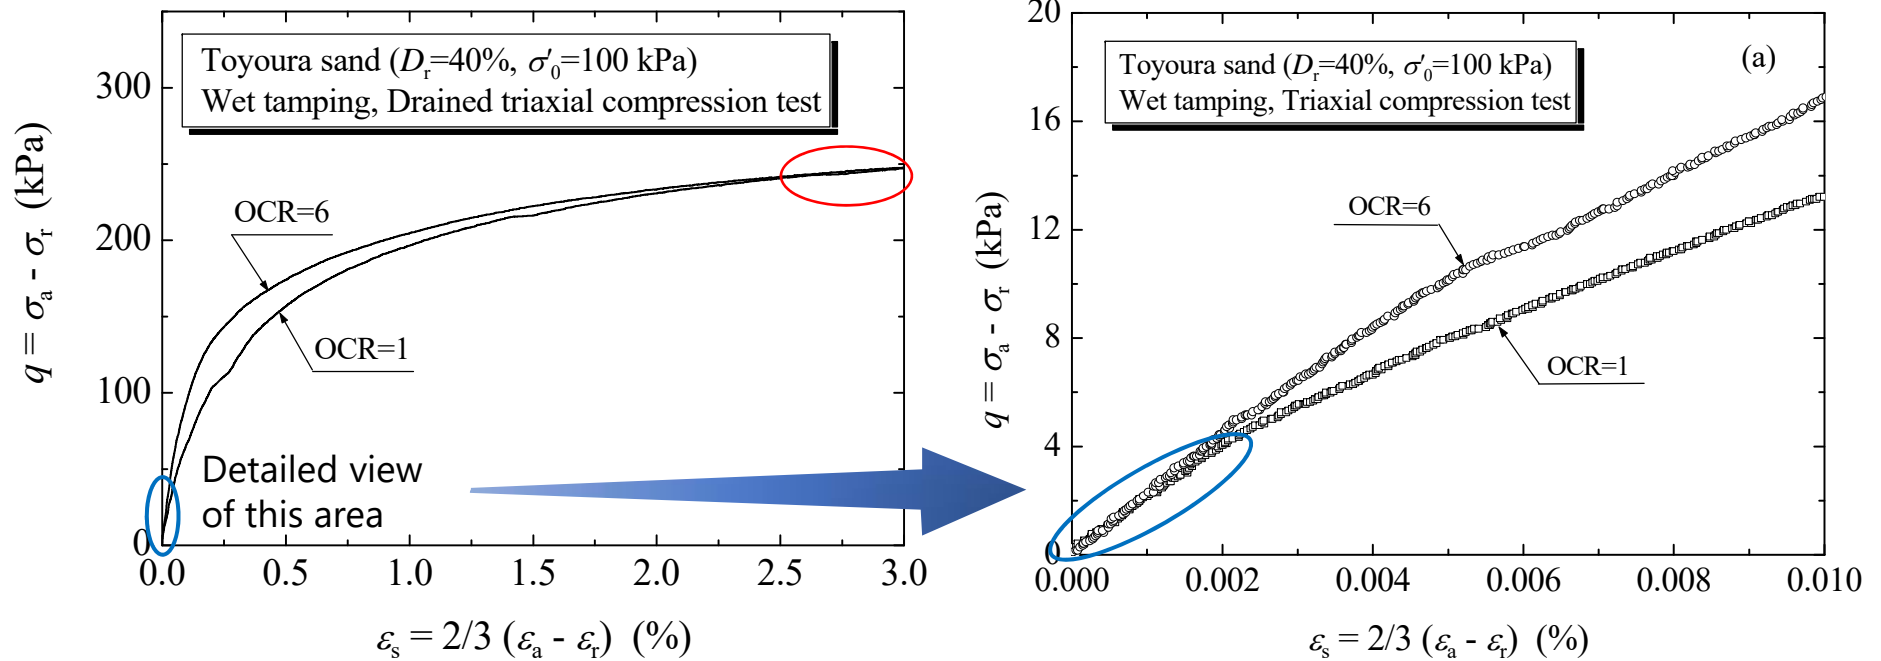 Toyoura sand (Dr=40%, σ′0=100 kPa)
Wet tamping, Drained triaxial compression test
q = σa - σr (kPa)
300
200
100
0
OCR=6
OCR=1
Detailed view
of this area
0.0 0.5 1.0 1.5 2.0 2.5 3.0
εs = 2/3 (εa - εr) (%)
(a)
Toyoura sand (Dr=40%, σ′0=100 kPa)
Wet tamping, Triaxial compression test
q = σa - σr (kPa)
20
16
12
8
4
0
OCR=6
OCR=1
0.000 0.002 0.004 0.006 0.008 0.010
εs = 2/3 (εa - εr) (%)